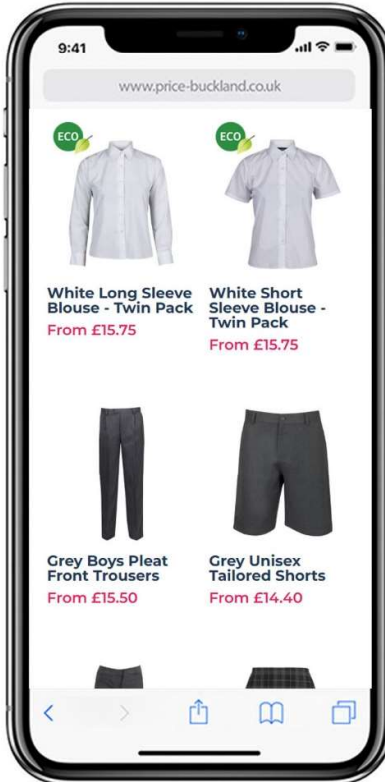 9:41
www.price-buckland.co.uk
ECO
ECO
White Long Sleeve
Blouse - Twin Pack
From £15.75
White Short
Sleeve Blouse -
Twin Pack
From £15.75
Grey Boys Pleat
Front Trousers
From £15.50
Grey Unisex
Tailored Shorts
From £14.40